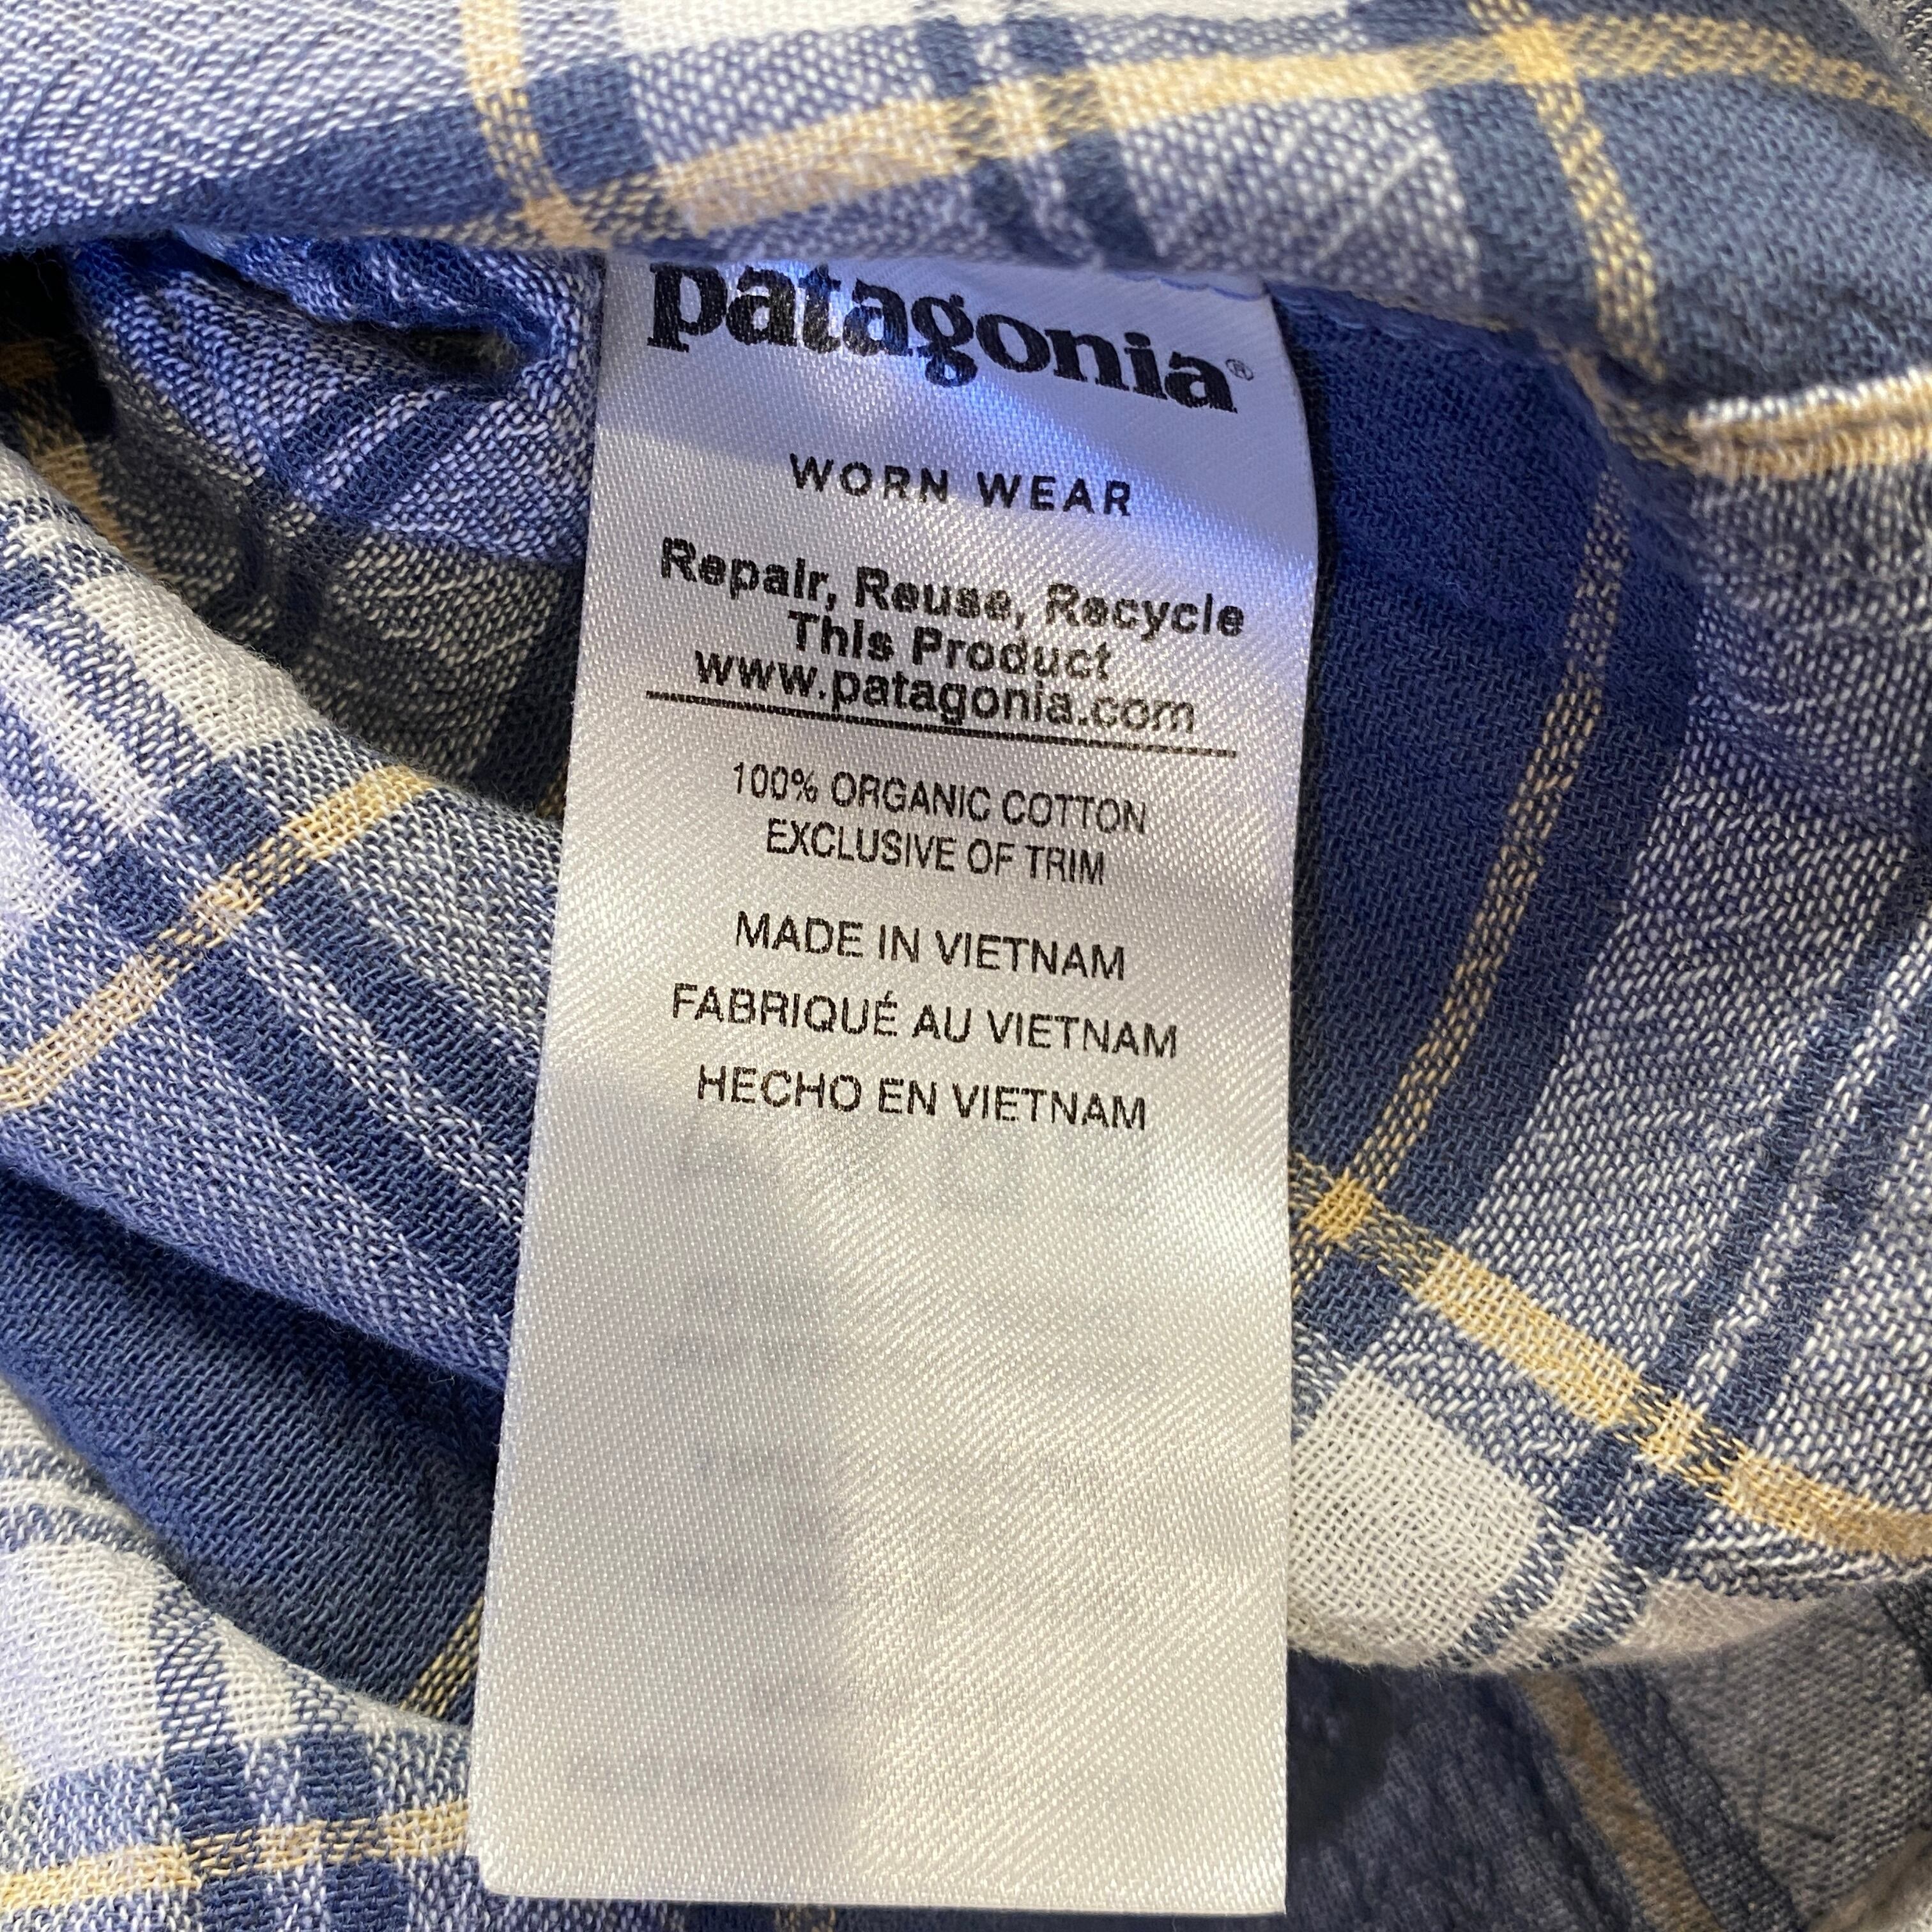 patagonia®
WORN WEAR
Repair, Reuse, Recycle
This Product
www.patagonia.com
100% ORGANIC COTTON
EXCLUSIVE OF TRIM
MADE IN VIETNAM
FABRIQUÉ AU VIETNAM
HECHO EN VIETNAM